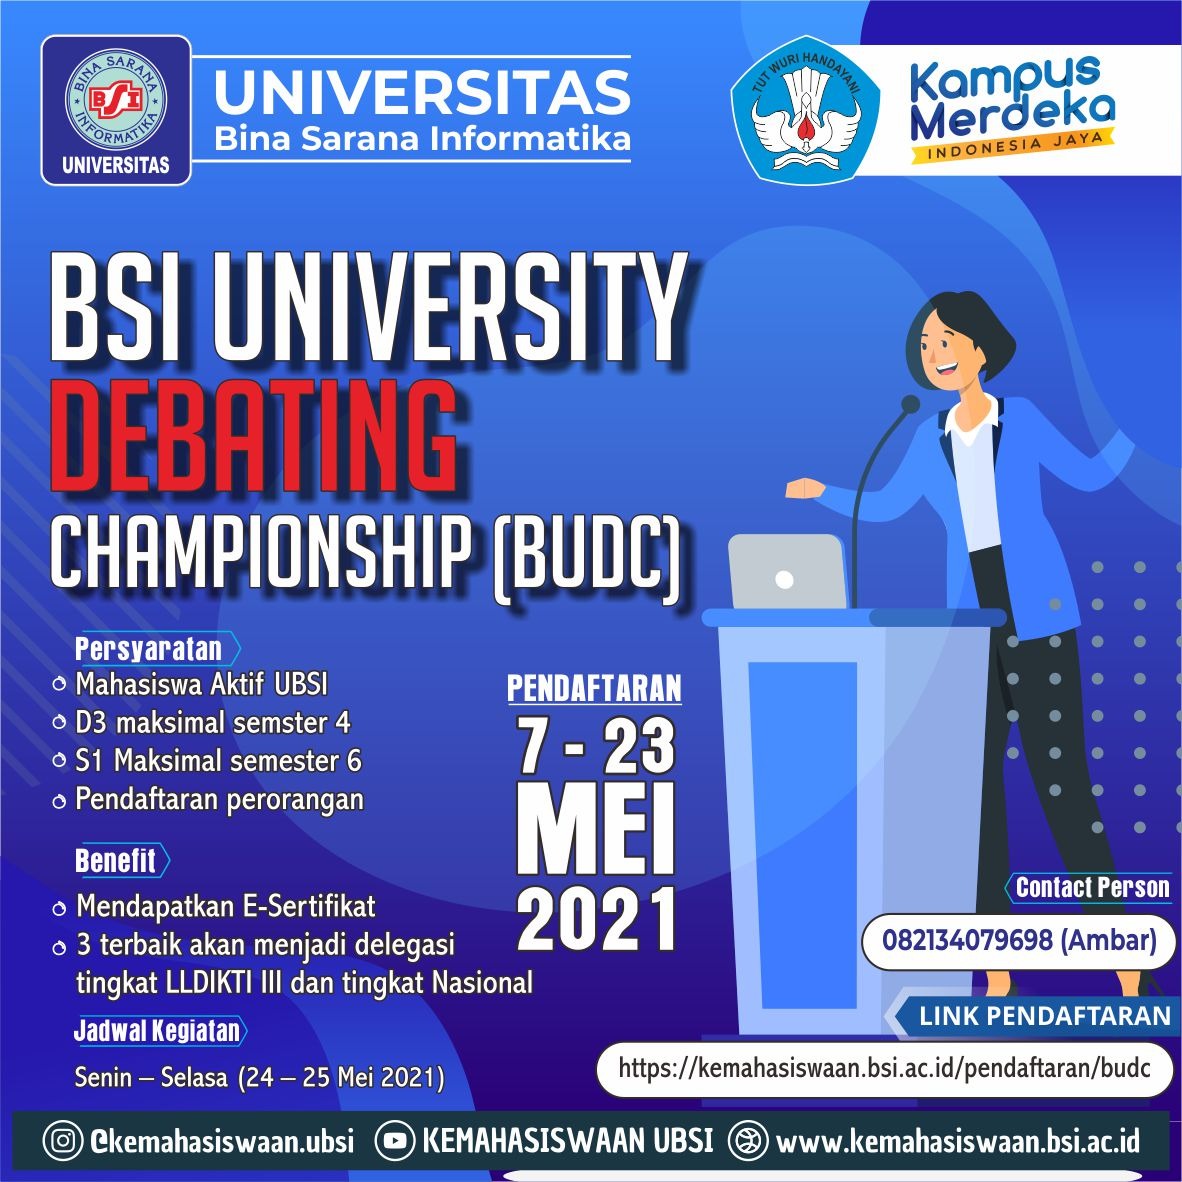 BINA SARANA
BSI
INFORMATIKA
UNIVERSITAS
UNIVERSITAS
Bina Sarana Informatika
TUT WURI HANDAYANI
Kampus
Merdeka
INDONESIA JAYA
BSI UNIVERSITY
DEBATING
CHAMPIONSHIP (BUDC)
Persyaratan
Mahasiswa Aktif UBSI
D3 maksimal semster 4
S1 Maksimal semester 6
Pendaftaran perorangan
Benefit
Mendapatkan E-Sertifikat
3 terbaik akan menjadi delegasi
tingkat LLDIKTI III dan tingkat Nasional
Jadwal Kegiatan
Senin – Selasa (24 – 25 Mei 2021)
PENDAFTARAN
7 - 23
MEI
2021
Contact Person
082134079698 (Ambar)
LINK PENDAFTARAN
https://kemahasiswaan.bsi.ac.id/pendaftaran/budc
@kemahasiswaan.ubsi KEMAHASISWAAN UBSI www.kemahasiswaan.bsi.ac.id